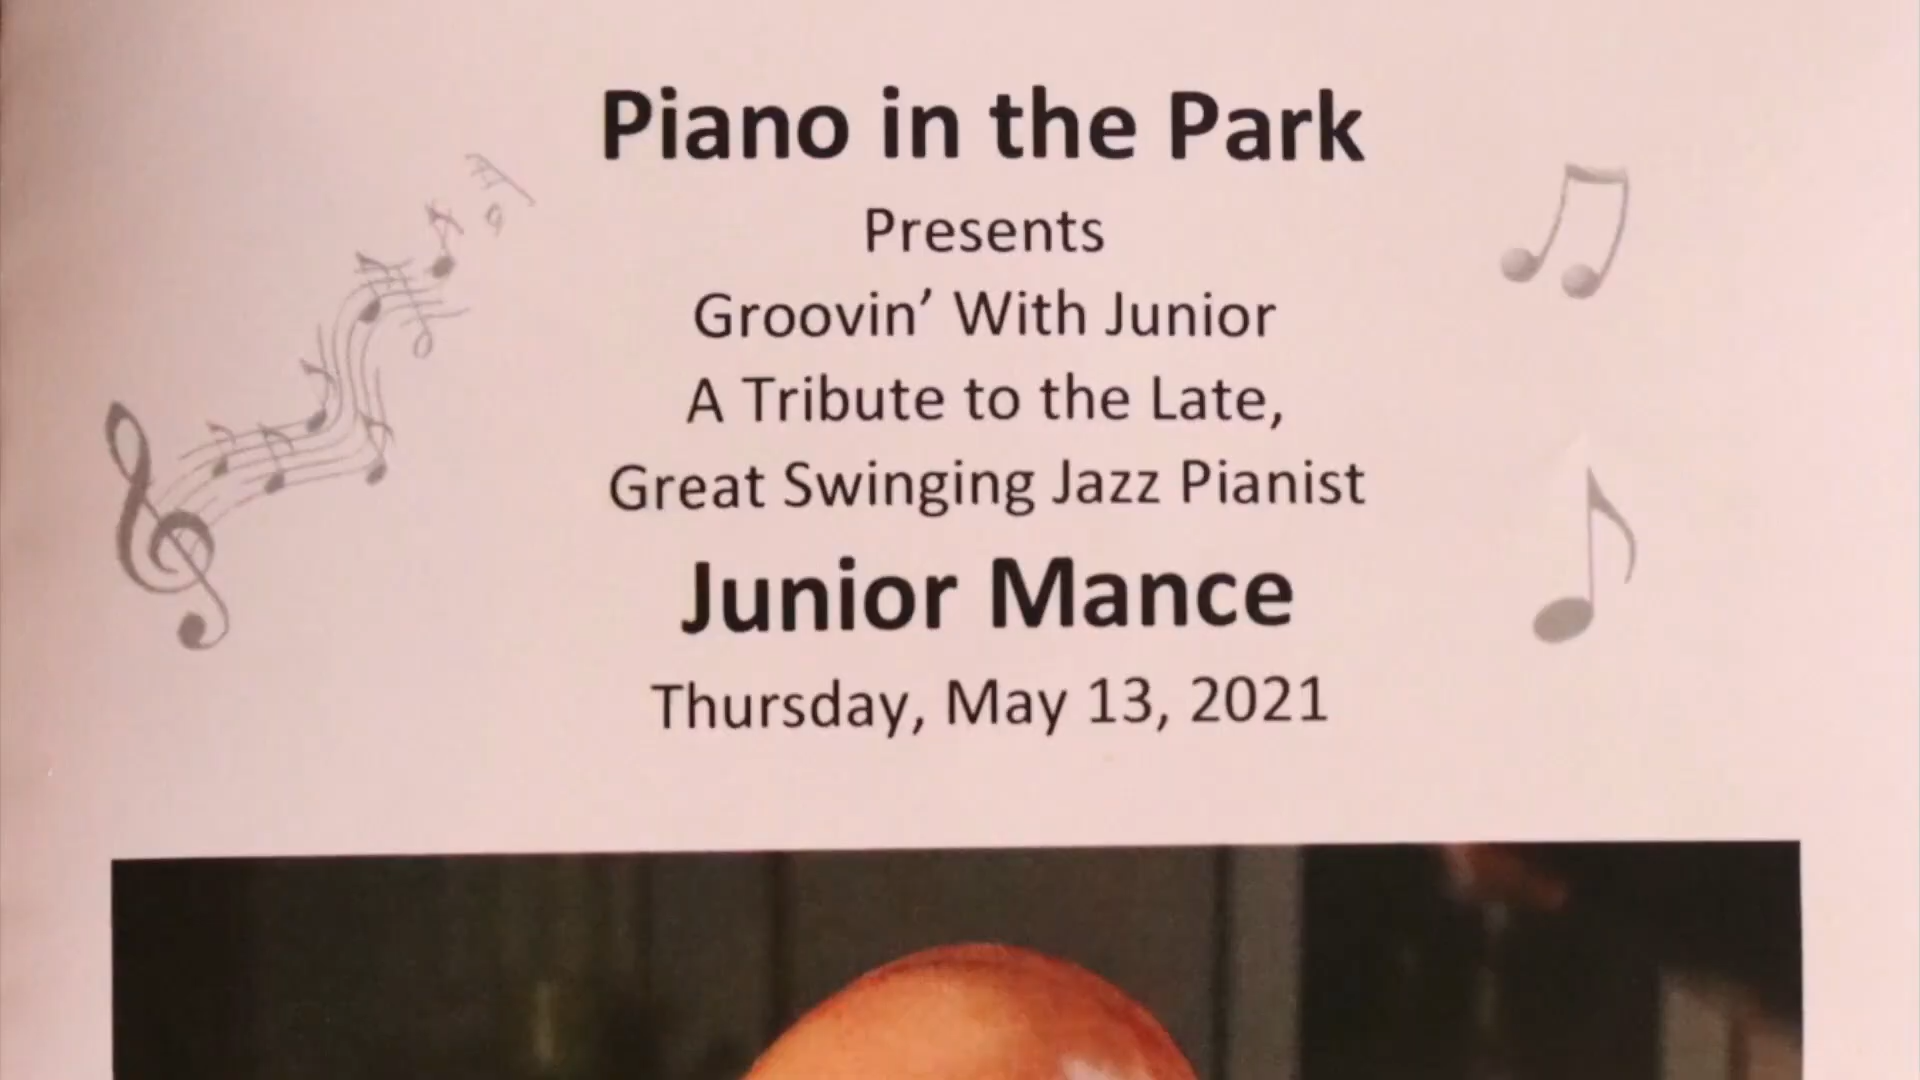 Piano in the Park
Presents
Groovin’ With Junior
A Tribute to the Late,
Great Swinging Jazz Pianist
Junior Mance
Thursday, May 13, 2021